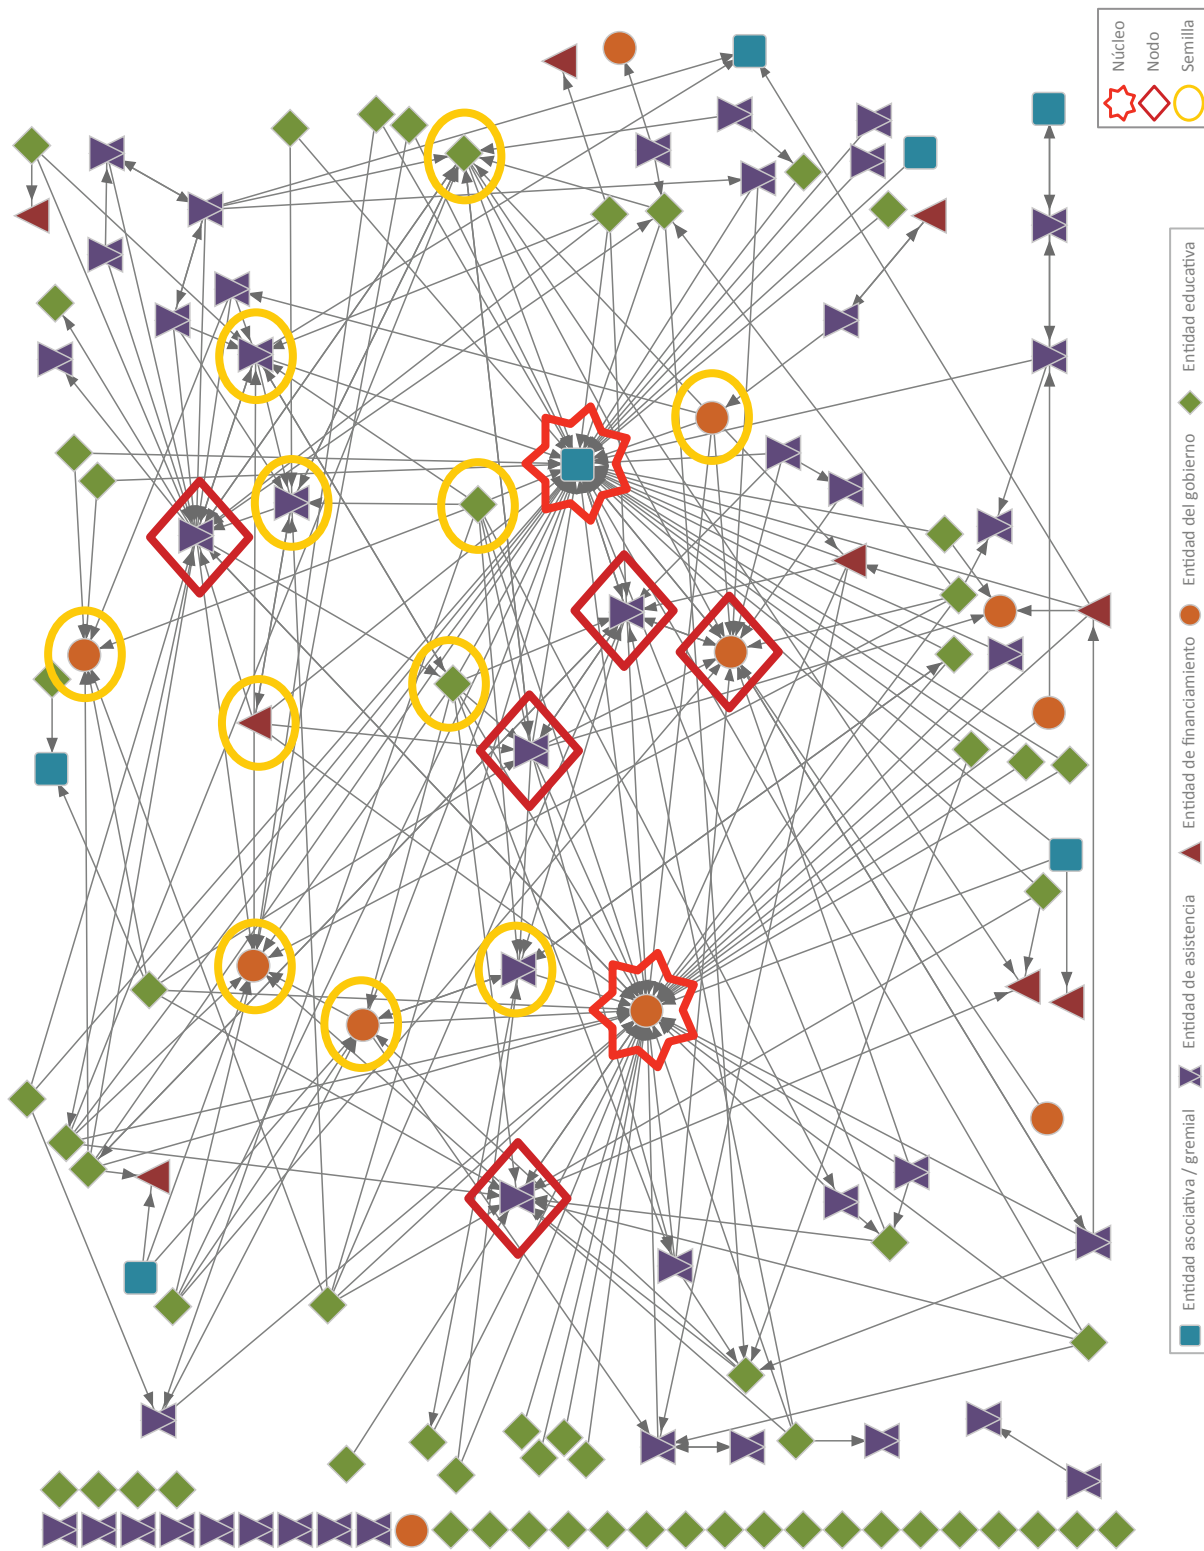 Núcleo
Nodo
Semilla
Entidad asociativa / gremial
Entidad de asistencia
Entidad de financiamiento
Entidad del gobierno
Entidad educativa